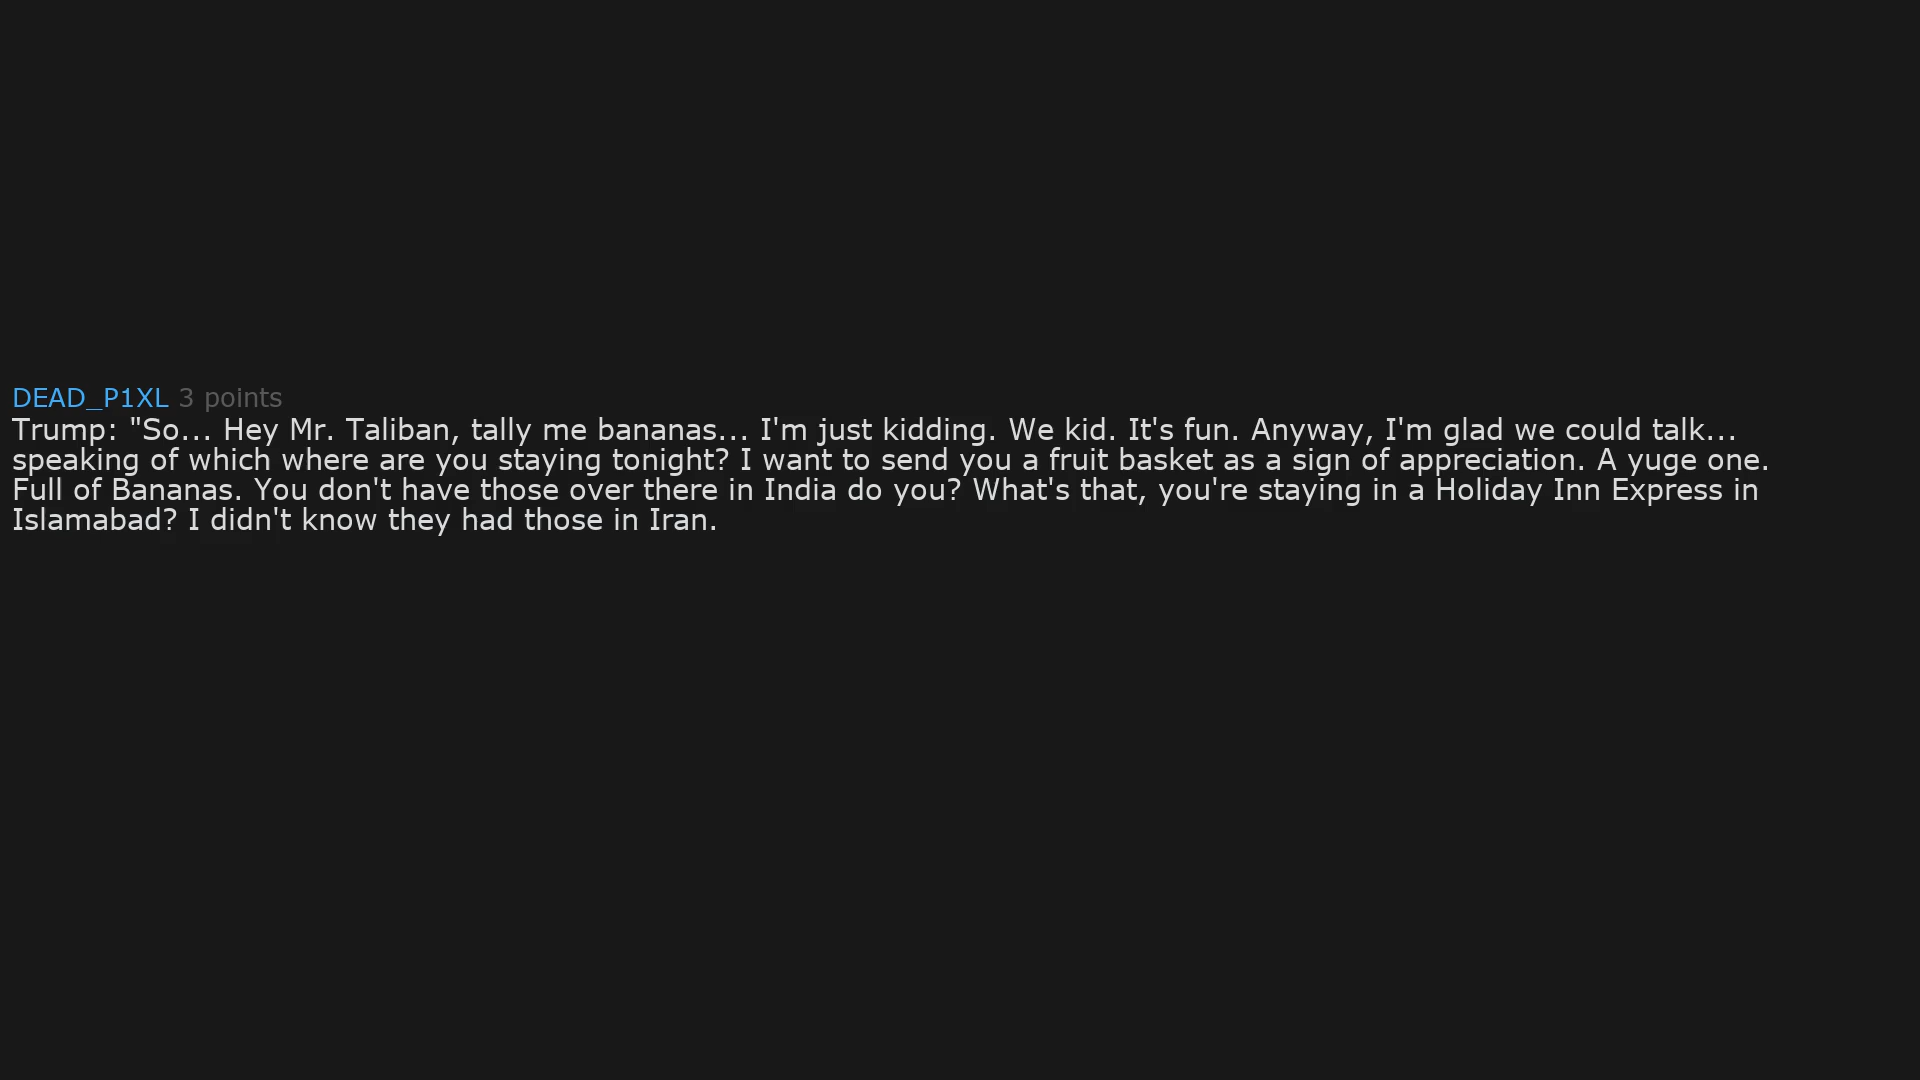 DEAD_P1XL 3 points
Trump: "So... Hey Mr. Taliban, tally me bananas... I'm just kidding. We kid. It's fun. Anyway, I'm glad we could talk...
speaking of which where are you staying tonight? I want to send you a fruit basket as a sign of appreciation. A yuge one.
Full of Bananas. You don't have those over there in India do you? What's that, you're staying in a Holiday Inn Express in
Islamabad? I didn't know they had those in Iran.